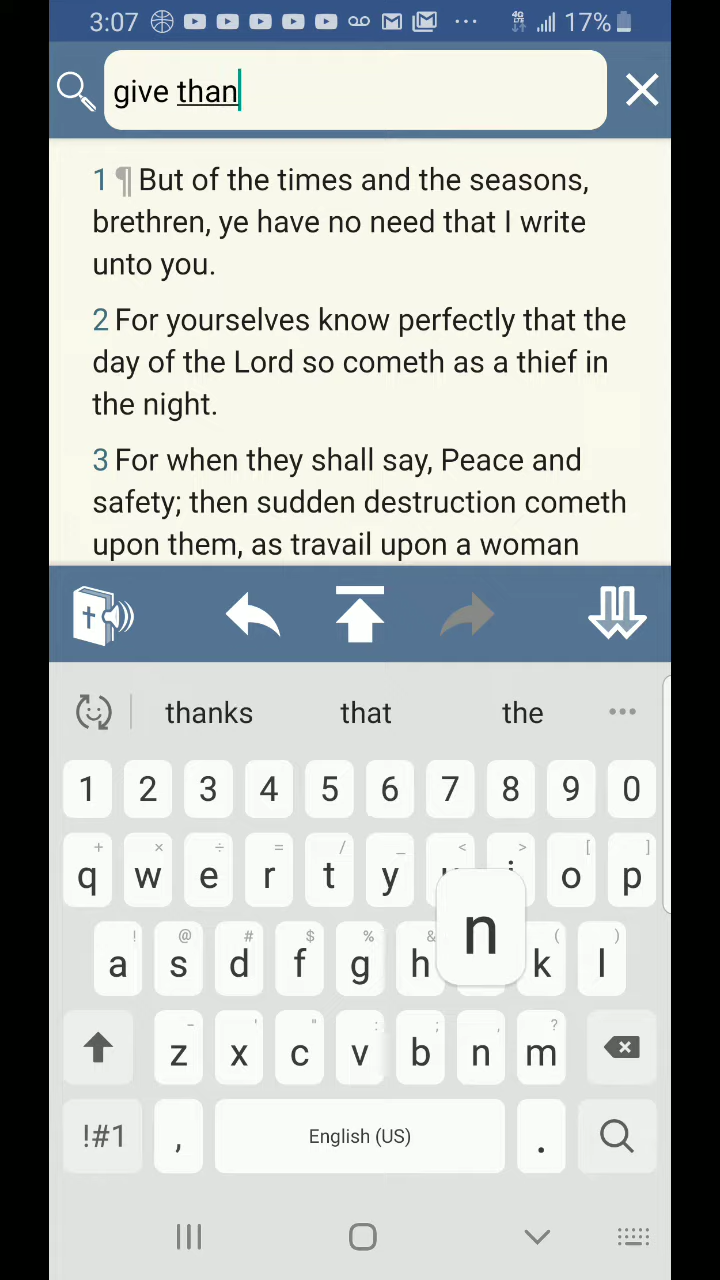 3:07 17%
give than
1 ¶ But of the times and the seasons,
brethren, ye have no need that I write
unto you.
2 For yourselves know perfectly that the
day of the Lord so cometh as a thief in
the night.
3 For when they shall say, Peace and
safety; then sudden destruction cometh
upon them, as travail upon a woman
thanks that the ...
1 2 3 4 5 6 7 8 9 0
+ × ÷ = / _ < > [ ]
q w e r t y o p
! @ # $ % & ( )
a s d f g h n k l
- ' " : ; , ?
z x c v b n m
!#1 , English (US) .